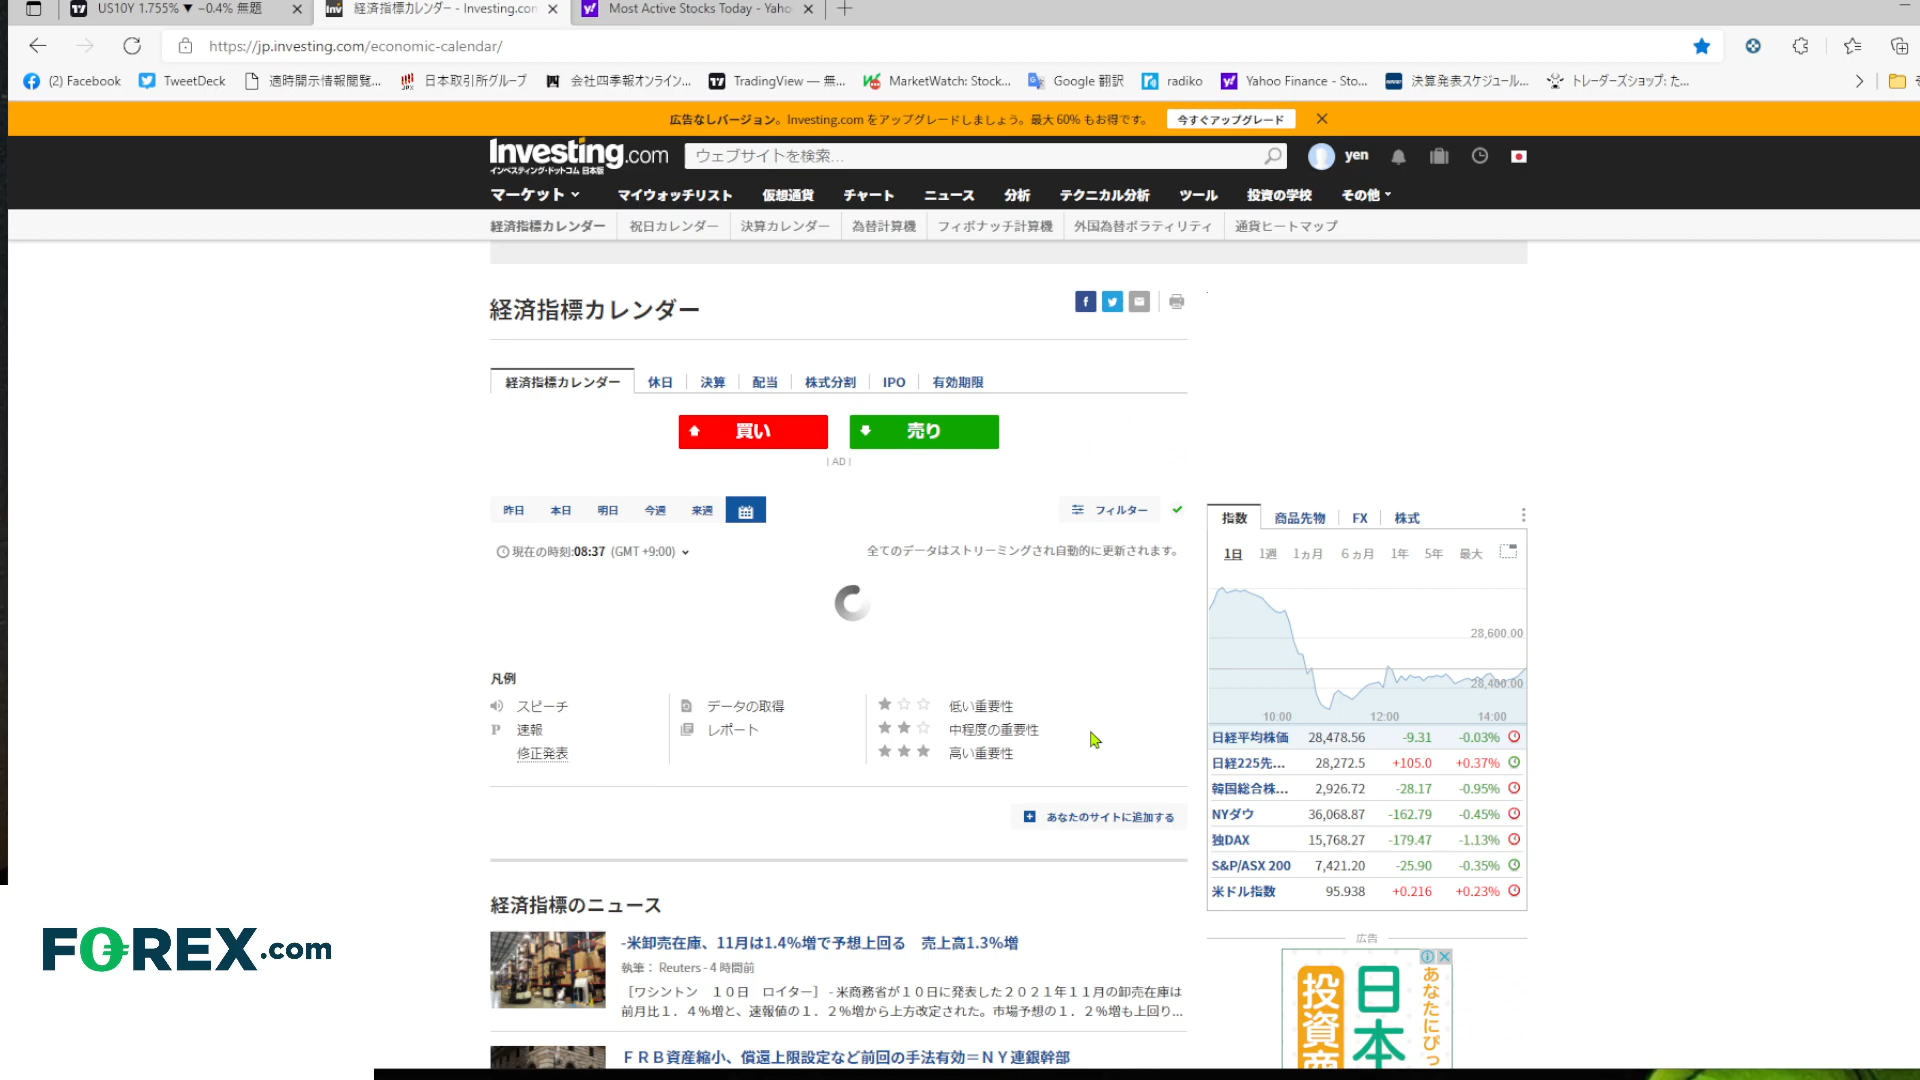 US10Y 1.755% ▼ −0.4% 無題
経済指標カレンダー - Investing.com
Most Active Stocks Today - Yaho
https://jp.investing.com/economic-calendar/
(2) Facebook
TweetDeck
適時開示情報閲覧...
日本取引所グループ
会社四季報オンライン...
TradingView — 無...
MarketWatch: Stock...
Google 翻訳
radiko
Yahoo Finance - Sto...
決算発表スケジュール...
トレーダーズショップ: た...
広告なしバージョン。Investing.com をアップグレードしましょう。最大 60% もお得です。
今すぐアップグレード
Investing.com
インベスティング・ドットコム 日本版
ウェブサイトを検索...
yen
マーケット マイウォッチリスト 仮想通貨 チャート ニュース 分析 テクニカル分析 ツール 投資の学校 その他
経済指標カレンダー 祝日カレンダー 決算カレンダー 為替計算機 フィボナッチ計算機 外国為替ボラティリティ 通貨ヒートマップ
経済指標カレンダー
経済指標カレンダー 休日 決算 配当 株式分割 IPO 有効期限
買い
売り
| AD |
昨日 本日 明日 今週 来週
フィルター
現在の時刻:08:37 (GMT +9:00)
全てのデータはストリーミングされ自動的に更新されます。
凡例
スピーチ
P 速報
修正発表
データの取得
レポート
低い重要性
中程度の重要性
高い重要性
あなたのサイトに追加する
経済指標のニュース
-米卸売在庫、11月は1.4%増で予想上回る 売上高1.3%増
執筆： Reuters - 4 時間前
［ワシントン １０日 ロイター］ - 米商務省が１０日に発表した２０２１年１１月の卸売在庫は
前月比１．４％増と、速報値の１．２％増から上方改定された。市場予想の１．２％増も上回り...
ＦＲＢ資産縮小、償還上限設定など前回の手法有効＝ＮＹ連銀幹部
指数 商品先物 FX 株式
1日 1週 1ヵ月 6ヵ月 1年 5年 最大
28,600.00
28,400.00
10:00 12:00 14:00
日経平均株価 28,478.56 -9.31 -0.03%
日経225先... 28,272.5 +105.0 +0.37%
韓国総合株... 2,926.72 -28.17 -0.95%
NYダウ 36,068.87 -162.79 -0.45%
独DAX 15,768.27 -179.47 -1.13%
S&P/ASX 200 7,421.20 -25.90 -0.35%
米ドル指数 95.938 +0.216 +0.23%
広告
あなたにぴっ
日本
投資商
FOREX.com